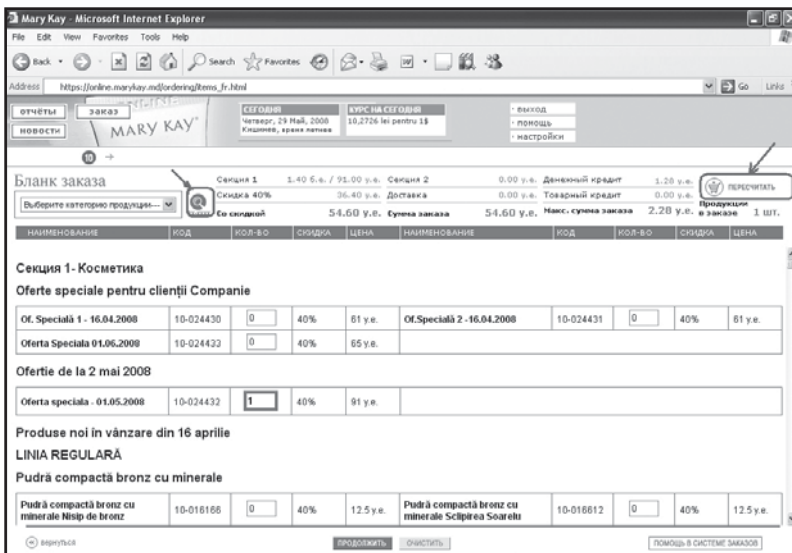 Mary Kay - Microsoft Internet Explorer
File Edit View Favorites Tools Help
Back Search Favorites
Address https://online.marykay.md/ordering/items_fr.html Go Links
отчёты заказ
новости
MARY KAY
СЕГОДНЯ
Четверг, 29 Май, 2008
Кишинев, время летнее
КУРС НА СЕГОДНЯ
10,2726 lei pentru 1$
выход
помощь
настройки
10
Бланк заказа
Выберите категорию продукции---
Секция 1 1.40 б.е. / 91.00 у.е. Секция 2 0.00 у.е. Денежный кредит 1.28 у.е.
Скидка 40% 36.40 у.е. Доставка 0.00 у.е. Товарный кредит 0.00 у.е.
Со скидкой 54.60 у.е. Сумма заказа 54.60 у.е. Макс. сумма заказа 2.28 у.е.
ПЕРЕСЧИТАТЬ
Продукции в заказе 1 шт.
НАИМЕНОВАНИЕ КОД КОЛ-ВО СКИДКА ЦЕНА НАИМЕНОВАНИЕ КОД КОЛ-ВО СКИДКА ЦЕНА
Секция 1- Косметика
Oferte speciale pentru clienţii Companie
Of. Specială 1 - 16.04.2008 10-024430 0 40% 61 у.е. Of.Specială 2 -16.04.2008 10-024431 0 40% 61 у.е.
Oferta Specială 01.06.2008 10-024433 0 40% 65 у.е.
Ofertie de la 2 mai 2008
Oferta speciala - 01.05.2008 10-024432 1 40% 91 у.е.
Produse noi în vânzare din 16 aprilie
LINIA REGULARĂ
Pudră compactă bronz cu minerale
Pudră compactă bronz cu minerale Nisip de bronz 10-016166 0 40% 12.5 у.е. Pudră compactă bronz cu minerale Sclipirea Soarelu 10-016612 0 40% 12.5 у.е.
вернуться ПРОДОЛЖИТЬ ОЧИСТИТЬ ПОМОЩЬ В СИСТЕМЕ ЗАКАЗОВ